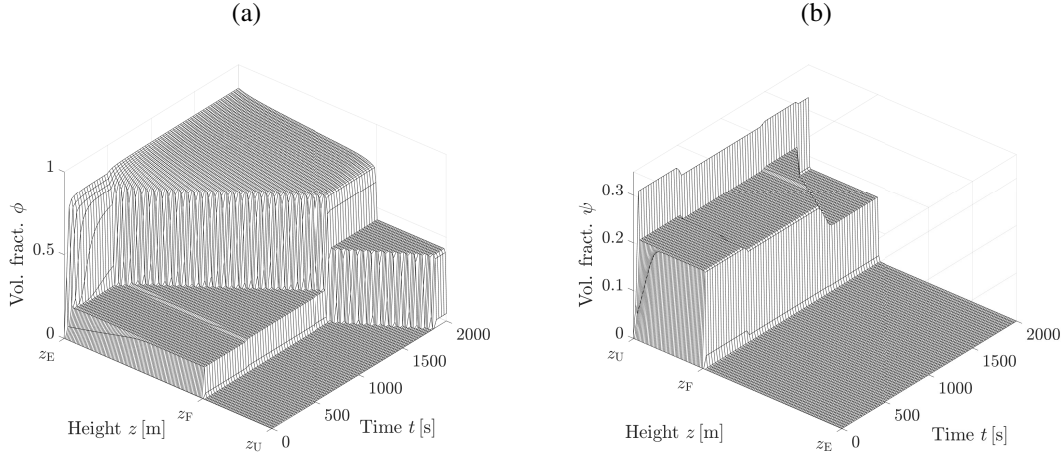 (a)
1
0.5
0
Vol. fract. ϕ
z_E
z_F
z_U
Height z [m]
0
500
1000
1500
2000
Time t [s]
(b)
0.3
0.2
0.1
0
Vol. fract. ψ
z_U
z_F
z_E
Height z [m]
0
500
1000
1500
2000
Time t [s]